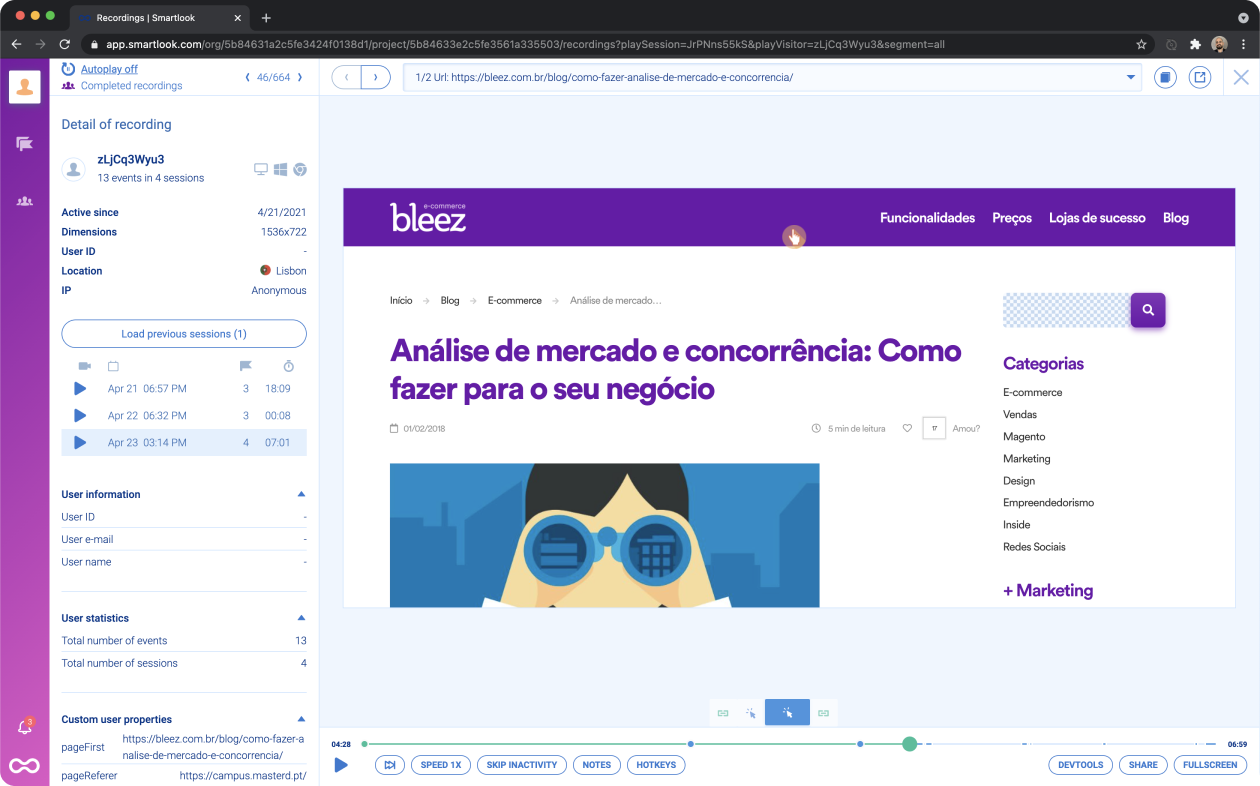 Recordings | Smartlook
app.smartlook.com/org/5b84631a2c5fe3424f0138d1/project/5b84633e2c5fe3561a335503/recordings?playSession=JrPNns55kS&playVisitor=zLjCq3Wyu3&segment=all
Autoplay off
Completed recordings
46/664
1/2 Url: https://bleez.com.br/blog/como-fazer-analise-de-mercado-e-concorrencia/
Detail of recording
zLjCq3Wyu3
13 events in 4 sessions
Active since 4/21/2021
Dimensions 1536x722
User ID -
Location Lisbon
IP Anonymous
Load previous sessions (1)
Apr 21 06:57 PM 3 18:09
Apr 22 06:32 PM 3 00:08
Apr 23 03:14 PM 4 07:01
User information
User ID -
User e-mail -
User name -
User statistics
Total number of events 13
Total number of sessions 4
Custom user properties
pageFirst https://bleez.com.br/blog/como-fazer-a
nalise-de-mercado-e-concorrencia/
pageReferer https://campus.masterd.pt/
3
e-commerce
bleez
Funcionalidades Preços Lojas de sucesso Blog
Início Blog E-commerce Análise de mercado...
Análise de mercado e concorrência: Como
fazer para o seu negócio
01/02/2018 5 min de leitura 17 Amou?
Categorias
E-commerce
Vendas
Magento
Marketing
Design
Empreendedorismo
Inside
Redes Sociais
+ Marketing
04:28 06:59
SPEED 1X SKIP INACTIVITY NOTES HOTKEYS DEVTOOLS SHARE FULLSCREEN